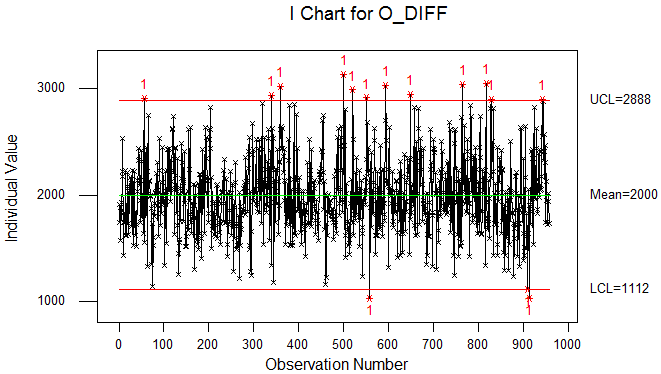 I Chart for O_DIFF
1 1 1 1 1 1 1 1 1 1 1 1
3000
UCL=2888
Individual Value
2000
Mean=2000
1000
LCL=1112
1 1
0 100 200 300 400 500 600 700 800 900 1000
Observation Number